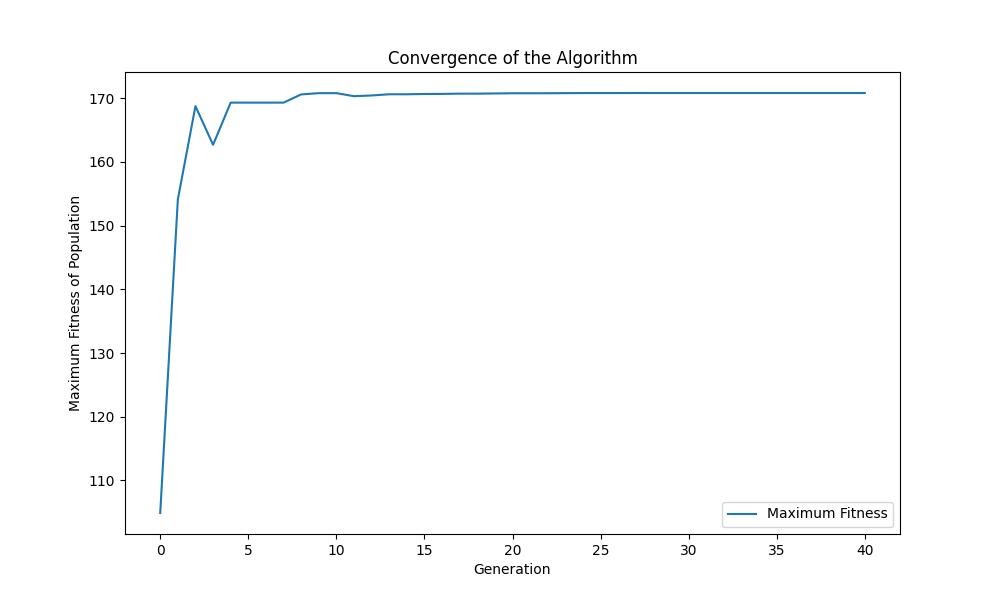 Convergence of the Algorithm
Maximum Fitness of Population
170
160
150
140
130
120
110
0 5 10 15 20 25 30 35 40
Generation
Maximum Fitness